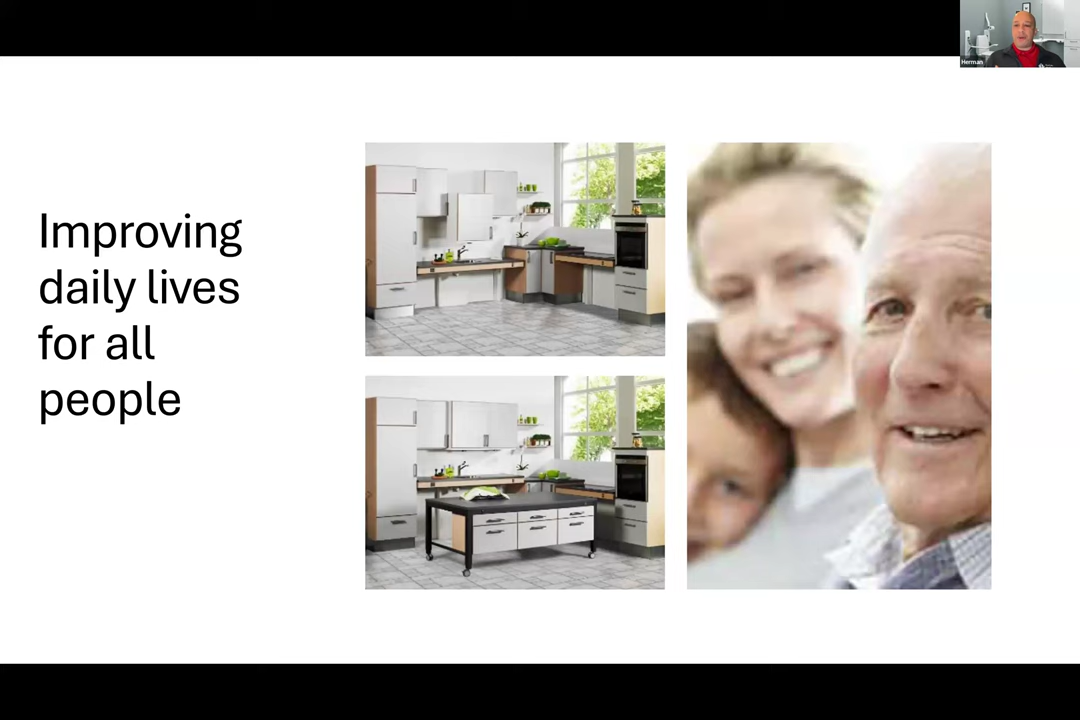 Improving
daily lives
for all
people
Herman